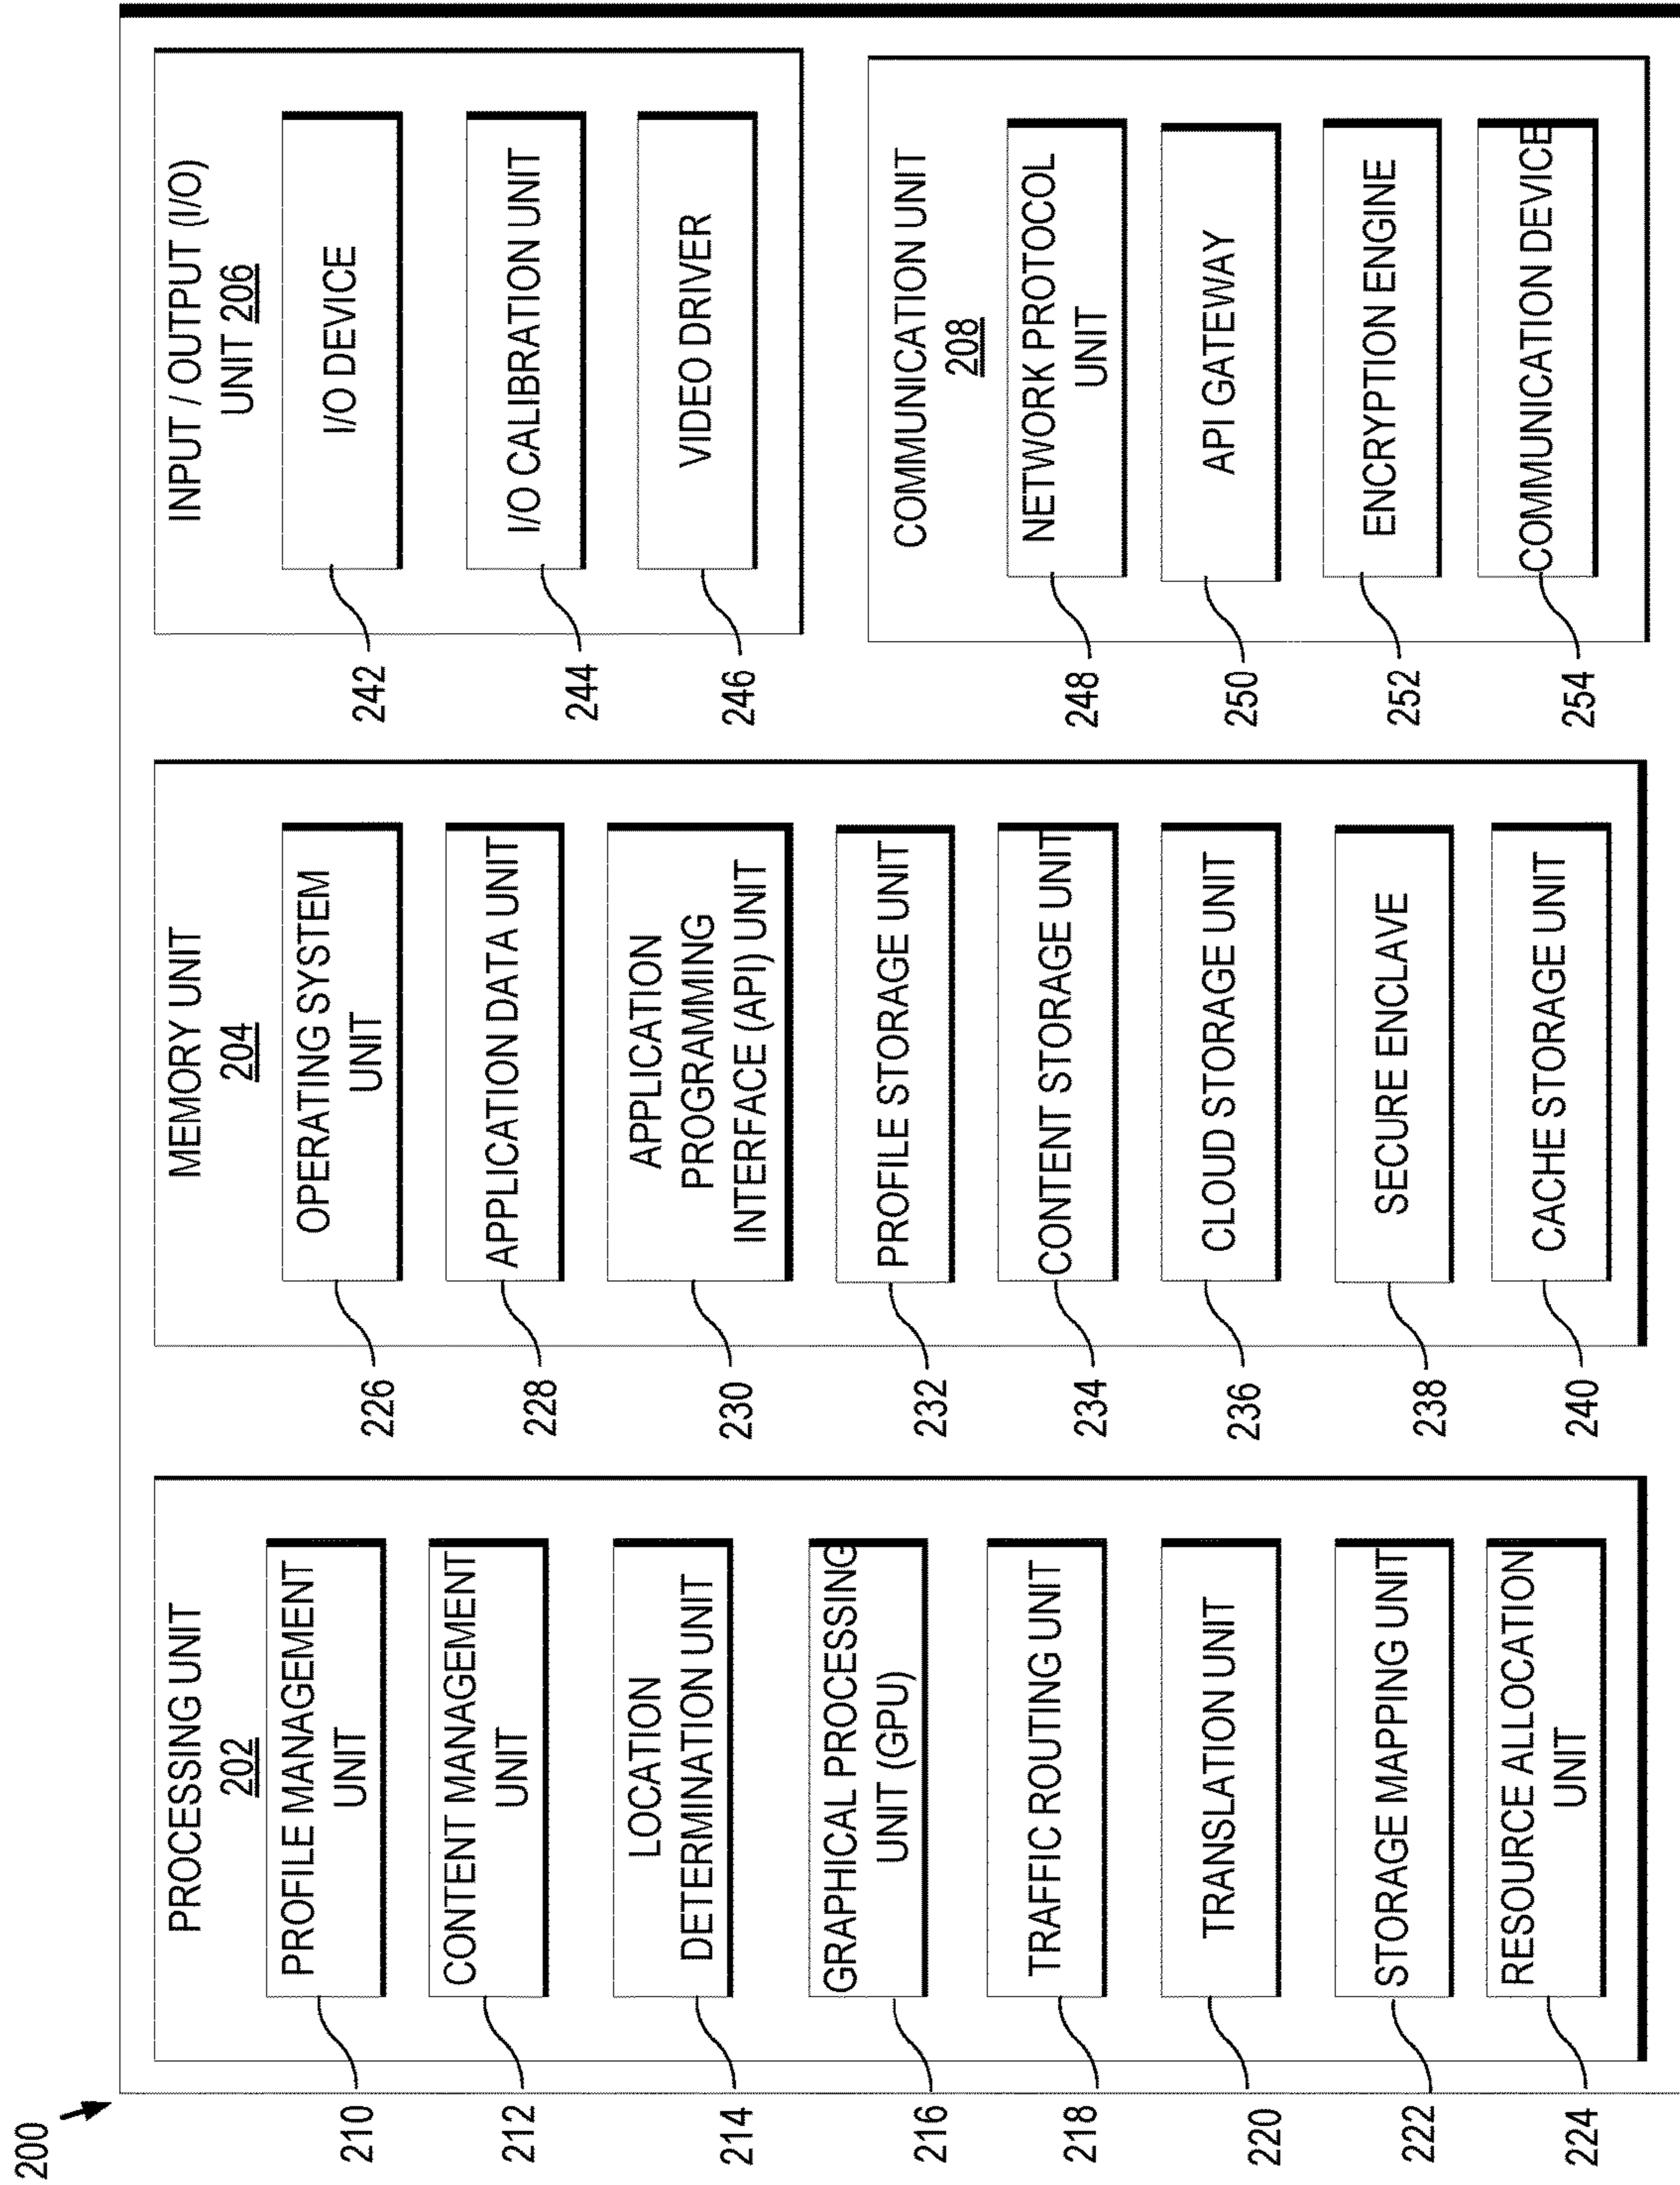 200
PROCESSING UNIT
202
210
PROFILE MANAGEMENT
UNIT
212
CONTENT MANAGEMENT
UNIT
214
LOCATION
DETERMINATION UNIT
216
GRAPHICAL PROCESSING
UNIT (GPU)
218
TRAFFIC ROUTING UNIT
220
TRANSLATION UNIT
222
STORAGE MAPPING UNIT
224
RESOURCE ALLOCATION
UNIT
MEMORY UNIT
204
226
OPERATING SYSTEM
UNIT
228
APPLICATION DATA UNIT
230
APPLICATION
PROGRAMMING
INTERFACE (API) UNIT
232
PROFILE STORAGE UNIT
234
CONTENT STORAGE UNIT
236
CLOUD STORAGE UNIT
238
SECURE ENCLAVE
240
CACHE STORAGE UNIT
INPUT / OUTPUT (I/O)
UNIT 206
242
I/O DEVICE
244
I/O CALIBRATION UNIT
246
VIDEO DRIVER
COMMUNICATION UNIT
208
248
NETWORK PROTOCOL
UNIT
250
API GATEWAY
252
ENCRYPTION ENGINE
254
COMMUNICATION DEVICE